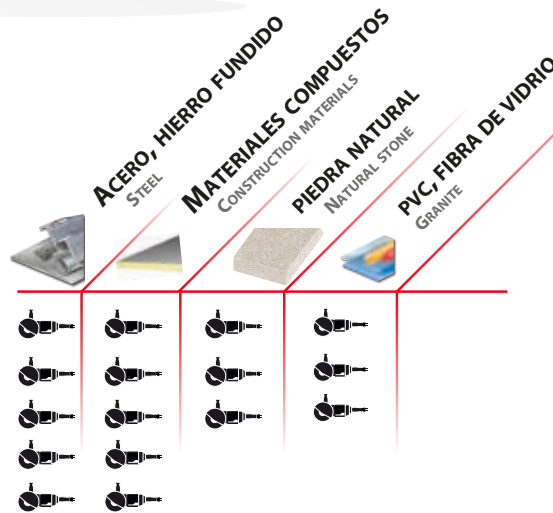 ACERO, HIERRO FUNDIDO
STEEL
MATERIALES COMPUESTOS
CONSTRUCTION MATERIALS
PIEDRA NATURAL
NATURAL STONE
PVC, FIBRA DE VIDRIO
GRANITE